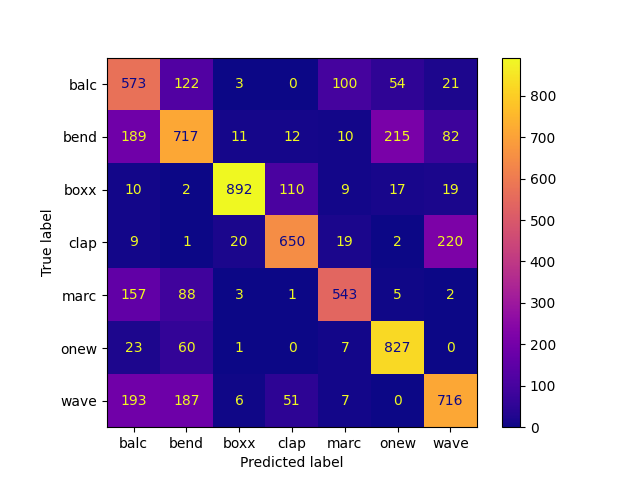 balc 573 122 3 0 100 54 21
bend 189 717 11 12 10 215 82
boxx 10 2 892 110 9 17 19
clap 9 1 20 650 19 2 220
marc 157 88 3 1 543 5 2
onew 23 60 1 0 7 827 0
wave 193 187 6 51 7 0 716
balc bend boxx clap marc onew wave
Predicted label
True label
800
700
600
500
400
300
200
100
0